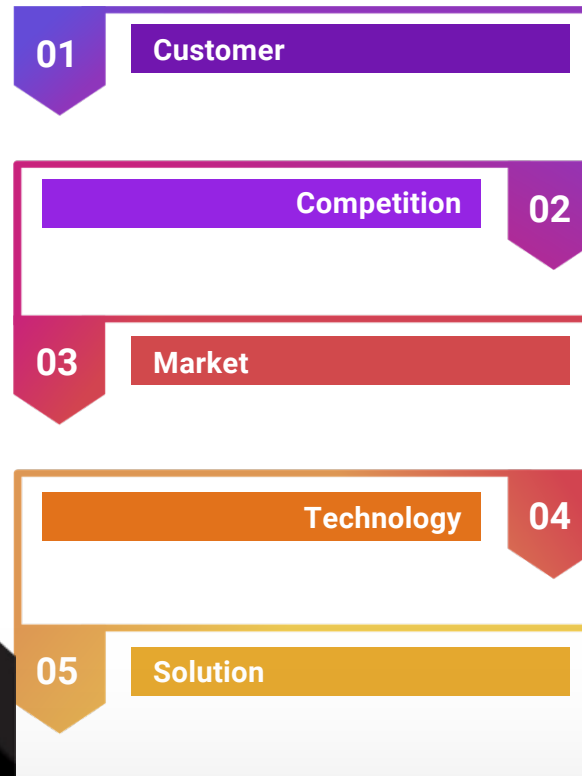 01 Customer
Competition 02
03 Market
Technology 04
05 Solution